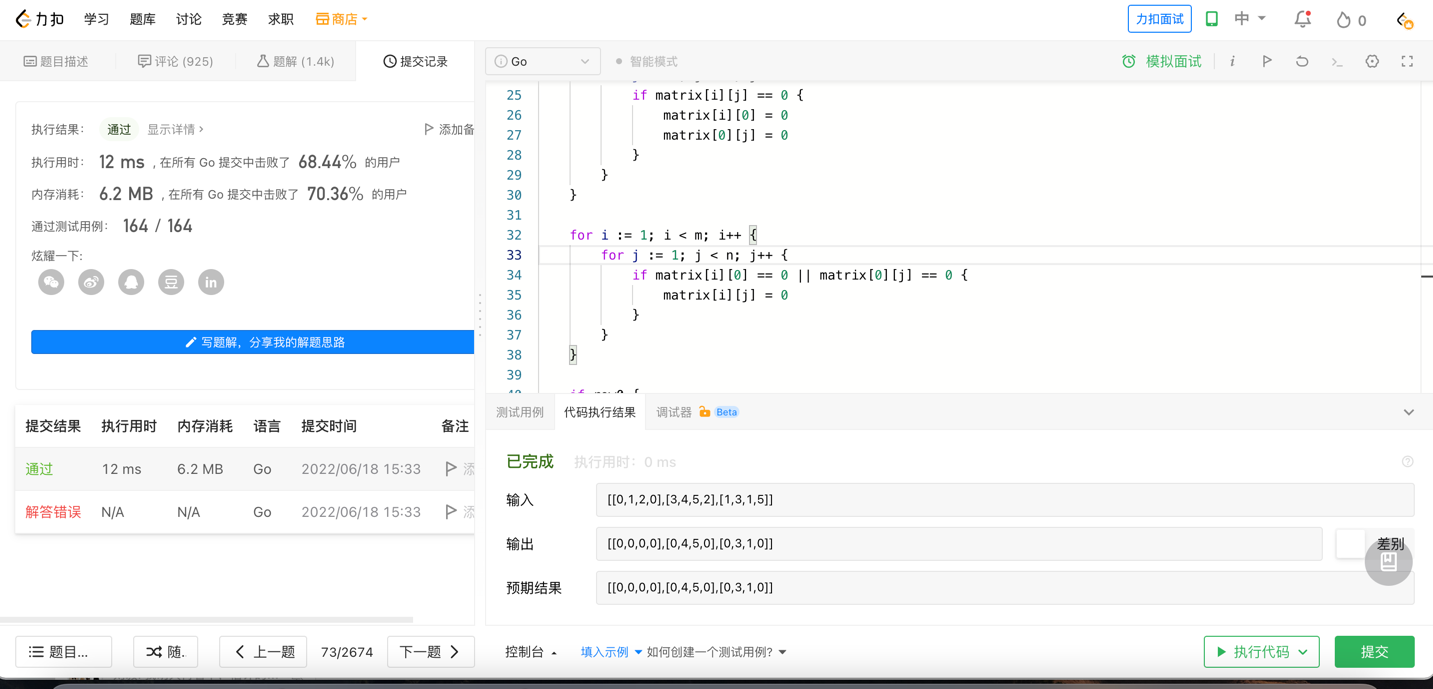 力扣 学习 题库 讨论 竞赛 求职 商店 力扣面试 中 0
题目描述 评论 (925) 题解 (1.4k) 提交记录 Go 智能模式 模拟面试
执行结果： 通过 显示详情 › 添加备
执行用时： 12 ms , 在所有 Go 提交中击败了 68.44% 的用户
内存消耗： 6.2 MB , 在所有 Go 提交中击败了 70.36% 的用户
通过测试用例： 164 / 164
炫耀一下:
豆 in
写题解，分享我的解题思路
提交结果 执行用时 内存消耗 语言 提交时间 备注
通过 12 ms 6.2 MB Go 2022/06/18 15:33
解答错误 N/A N/A Go 2022/06/18 15:33
25 if matrix[i][j] == 0 {
26 matrix[i][0] = 0
27 matrix[0][j] = 0
28 }
29 }
30 }
31
32 for i := 1; i < m; i++ {
33 for j := 1; j < n; j++ {
34 if matrix[i][0] == 0 || matrix[0][j] == 0 {
35 matrix[i][j] = 0
36 }
37 }
38 }
39
测试用例 代码执行结果 调试器 Beta
已完成 执行用时：0 ms
输入 [[0,1,2,0],[3,4,5,2],[1,3,1,5]]
输出 [[0,0,0,0],[0,4,5,0],[0,3,1,0]] 差别
预期结果 [[0,0,0,0],[0,4,5,0],[0,3,1,0]]
题目... 随. 上一题 73/2674 下一题 控制台 填入示例 如何创建一个测试用例? 执行代码 提交